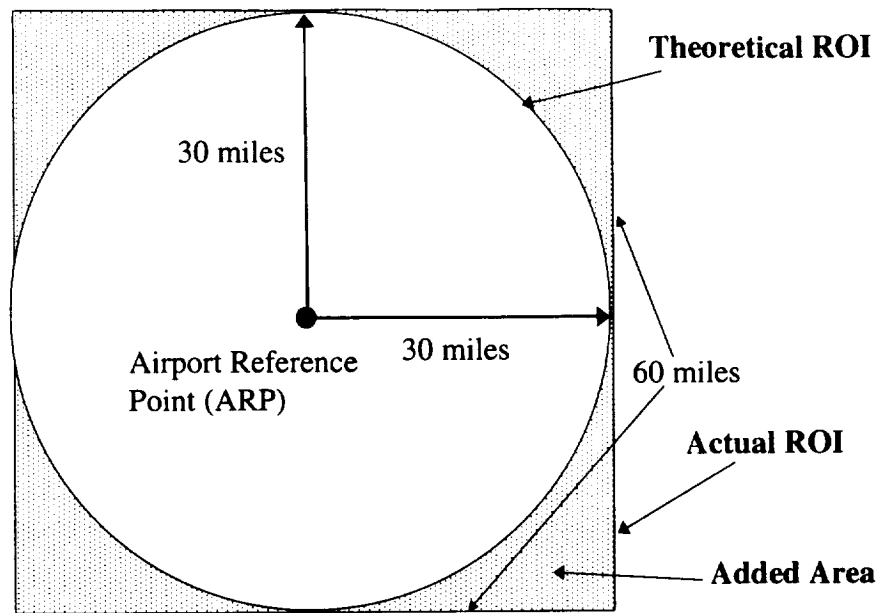 Theoretical ROI
30 miles
30 miles
Airport Reference
Point (ARP)
60 miles
Actual ROI
Added Area